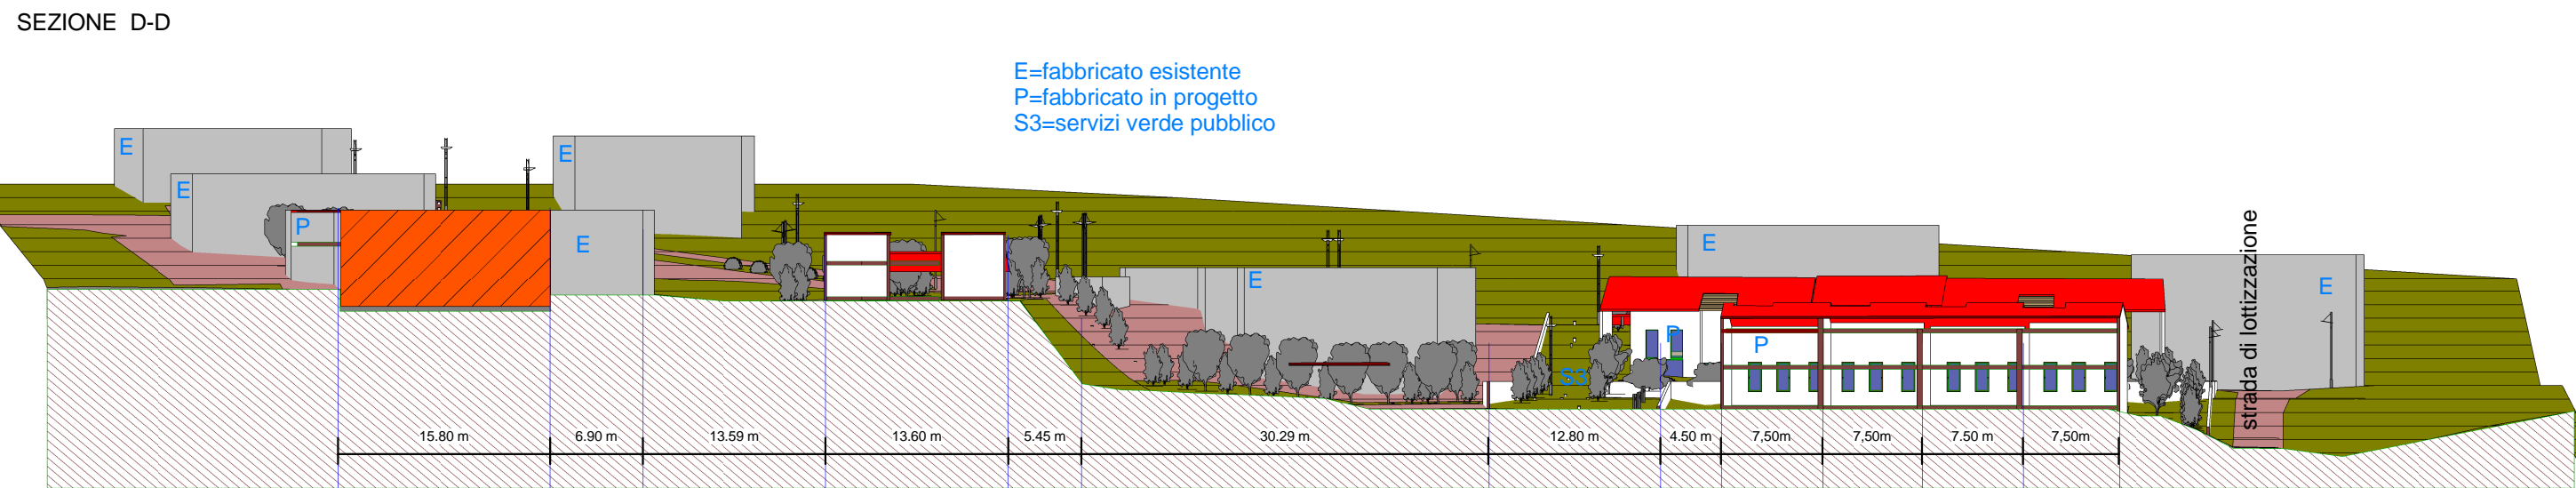 SEZIONE D-D
E=fabbricato esistente
P=fabbricato in progetto
S3=servizi verde pubblico
E
E
E
P
E
E
E
E
P
P
S3
strada di lottizzazione
15.80 m
6.90 m
13.59 m
13.60 m
5.45 m
30.29 m
12.80 m
4.50 m
7,50m
7,50m
7.50 m
7,50m